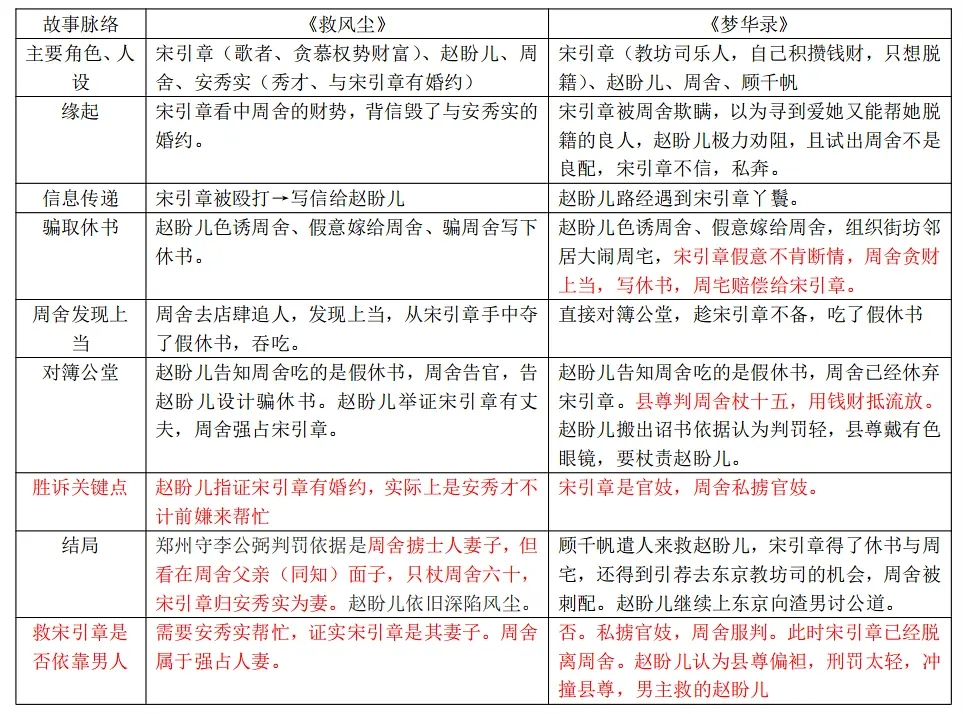 故事脉络
《救风尘》
《梦华录》
主要角色、人
设
宋引章（歌者、贪慕权势财富）、赵盼儿、周
舍、安秀实（秀才、与宋引章有婚约）
宋引章（教坊司乐人，自己积攒钱财，只想脱
籍）、赵盼儿、周舍、顾千帆
缘起
宋引章看中周舍的财势，背信毁了与安秀实的
婚约。
宋引章被周舍欺瞒，以为寻到爱她又能帮她脱
籍的良人，赵盼儿极力劝阻，且试出周舍不是
良配，宋引章不信，私奔。
信息传递
宋引章被殴打→写信给赵盼儿
赵盼儿路经遇到宋引章丫鬟。
骗取休书
赵盼儿色诱周舍、假意嫁给周舍、骗周舍写下
休书。
赵盼儿色诱周舍、假意嫁给周舍，组织街坊邻
居大闹周宅，宋引章假意不肯断情，周舍贪财
上当，写休书，周宅赔偿给宋引章。
周舍发现上
当
周舍去店肆追人，发现上当，从宋引章手中夺
了假休书，吞吃。
直接对簿公堂，趁宋引章不备，吃了假休书
对簿公堂
赵盼儿告知周舍吃的是假休书，周舍告官，告
赵盼儿设计骗休书。赵盼儿举证宋引章有丈
夫，周舍强占宋引章。
赵盼儿告知周舍吃的是假休书，周舍已经休弃
宋引章。县尊判周舍杖十五，用钱财抵流放。
赵盼儿搬出诏书依据认为判罚轻，县尊戴有色
眼镜，要杖责赵盼儿。
胜诉关键点
赵盼儿指证宋引章有婚约，实际上是安秀才不
计前嫌来帮忙
宋引章是官妓，周舍私掳官妓。
结局
郑州守李公弼判罚依据是周舍掳士人妻子，但
看在周舍父亲（同知）面子，只杖周舍六十，
宋引章归安秀实为妻。赵盼儿依旧深陷风尘。
顾千帆遣人来救赵盼儿，宋引章得了休书与周
宅，还得到引荐去东京教坊司的机会，周舍被
刺配。赵盼儿继续上东京向渣男讨公道。
救宋引章是
否依靠男人
需要安秀实帮忙，证实宋引章是其妻子。周舍
属于强占人妻。
否。私掳官妓，周舍服判。此时宋引章已经脱
离周舍。赵盼儿认为县尊偏袒，刑罚太轻，冲
撞县尊，男主救的赵盼儿